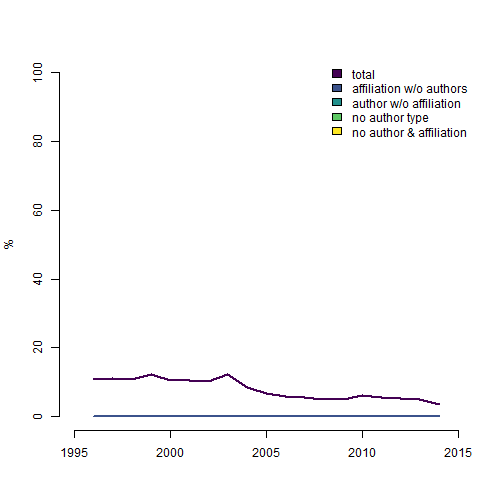 total
affiliation w/o authors
author w/o affiliation
no author type
no author & affiliation
%
100
80
60
40
20
0
1995 2000 2005 2010 2015